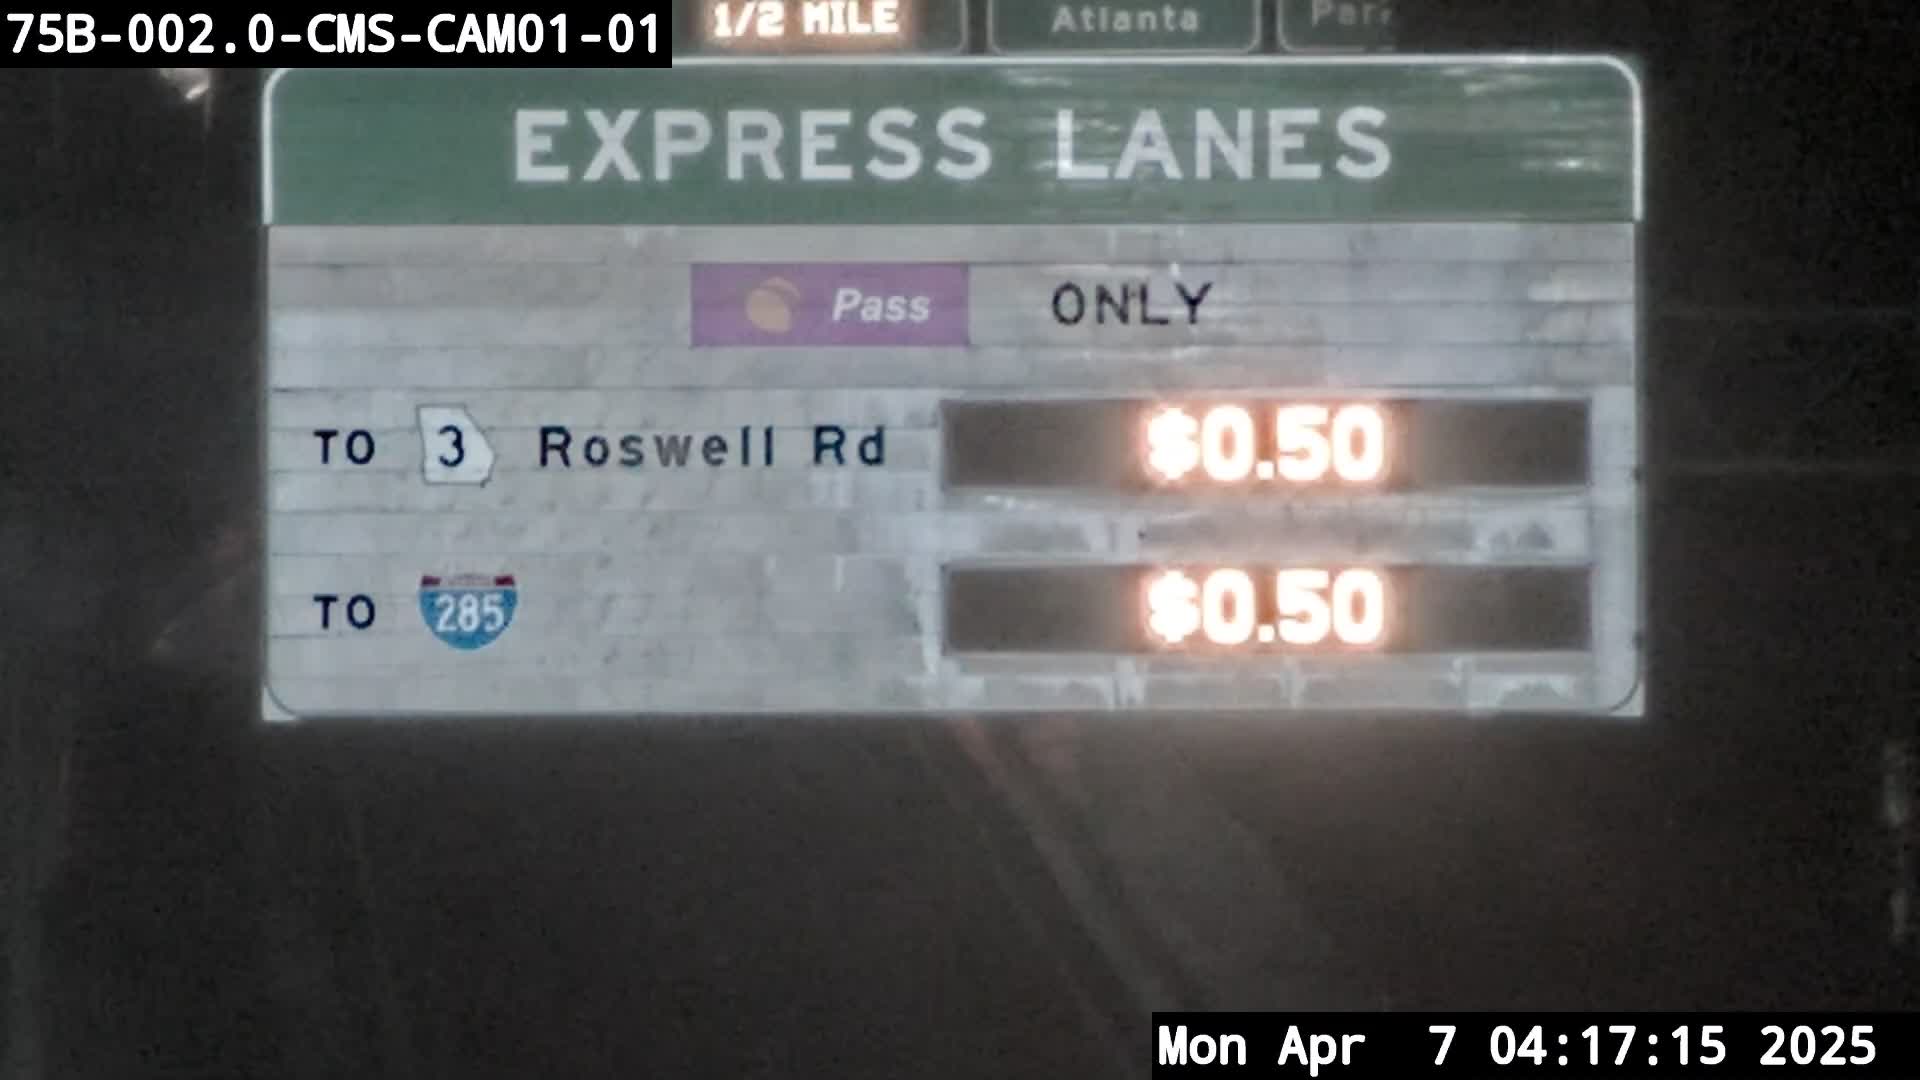 75B-002.0-CMS-CAM01-01
1/2 MILE
Atlanta
EXPRESS LANES
Pass ONLY
TO 3 Roswell Rd $0.50
TO 285 $0.50
Mon Apr 7 04:17:15 2025